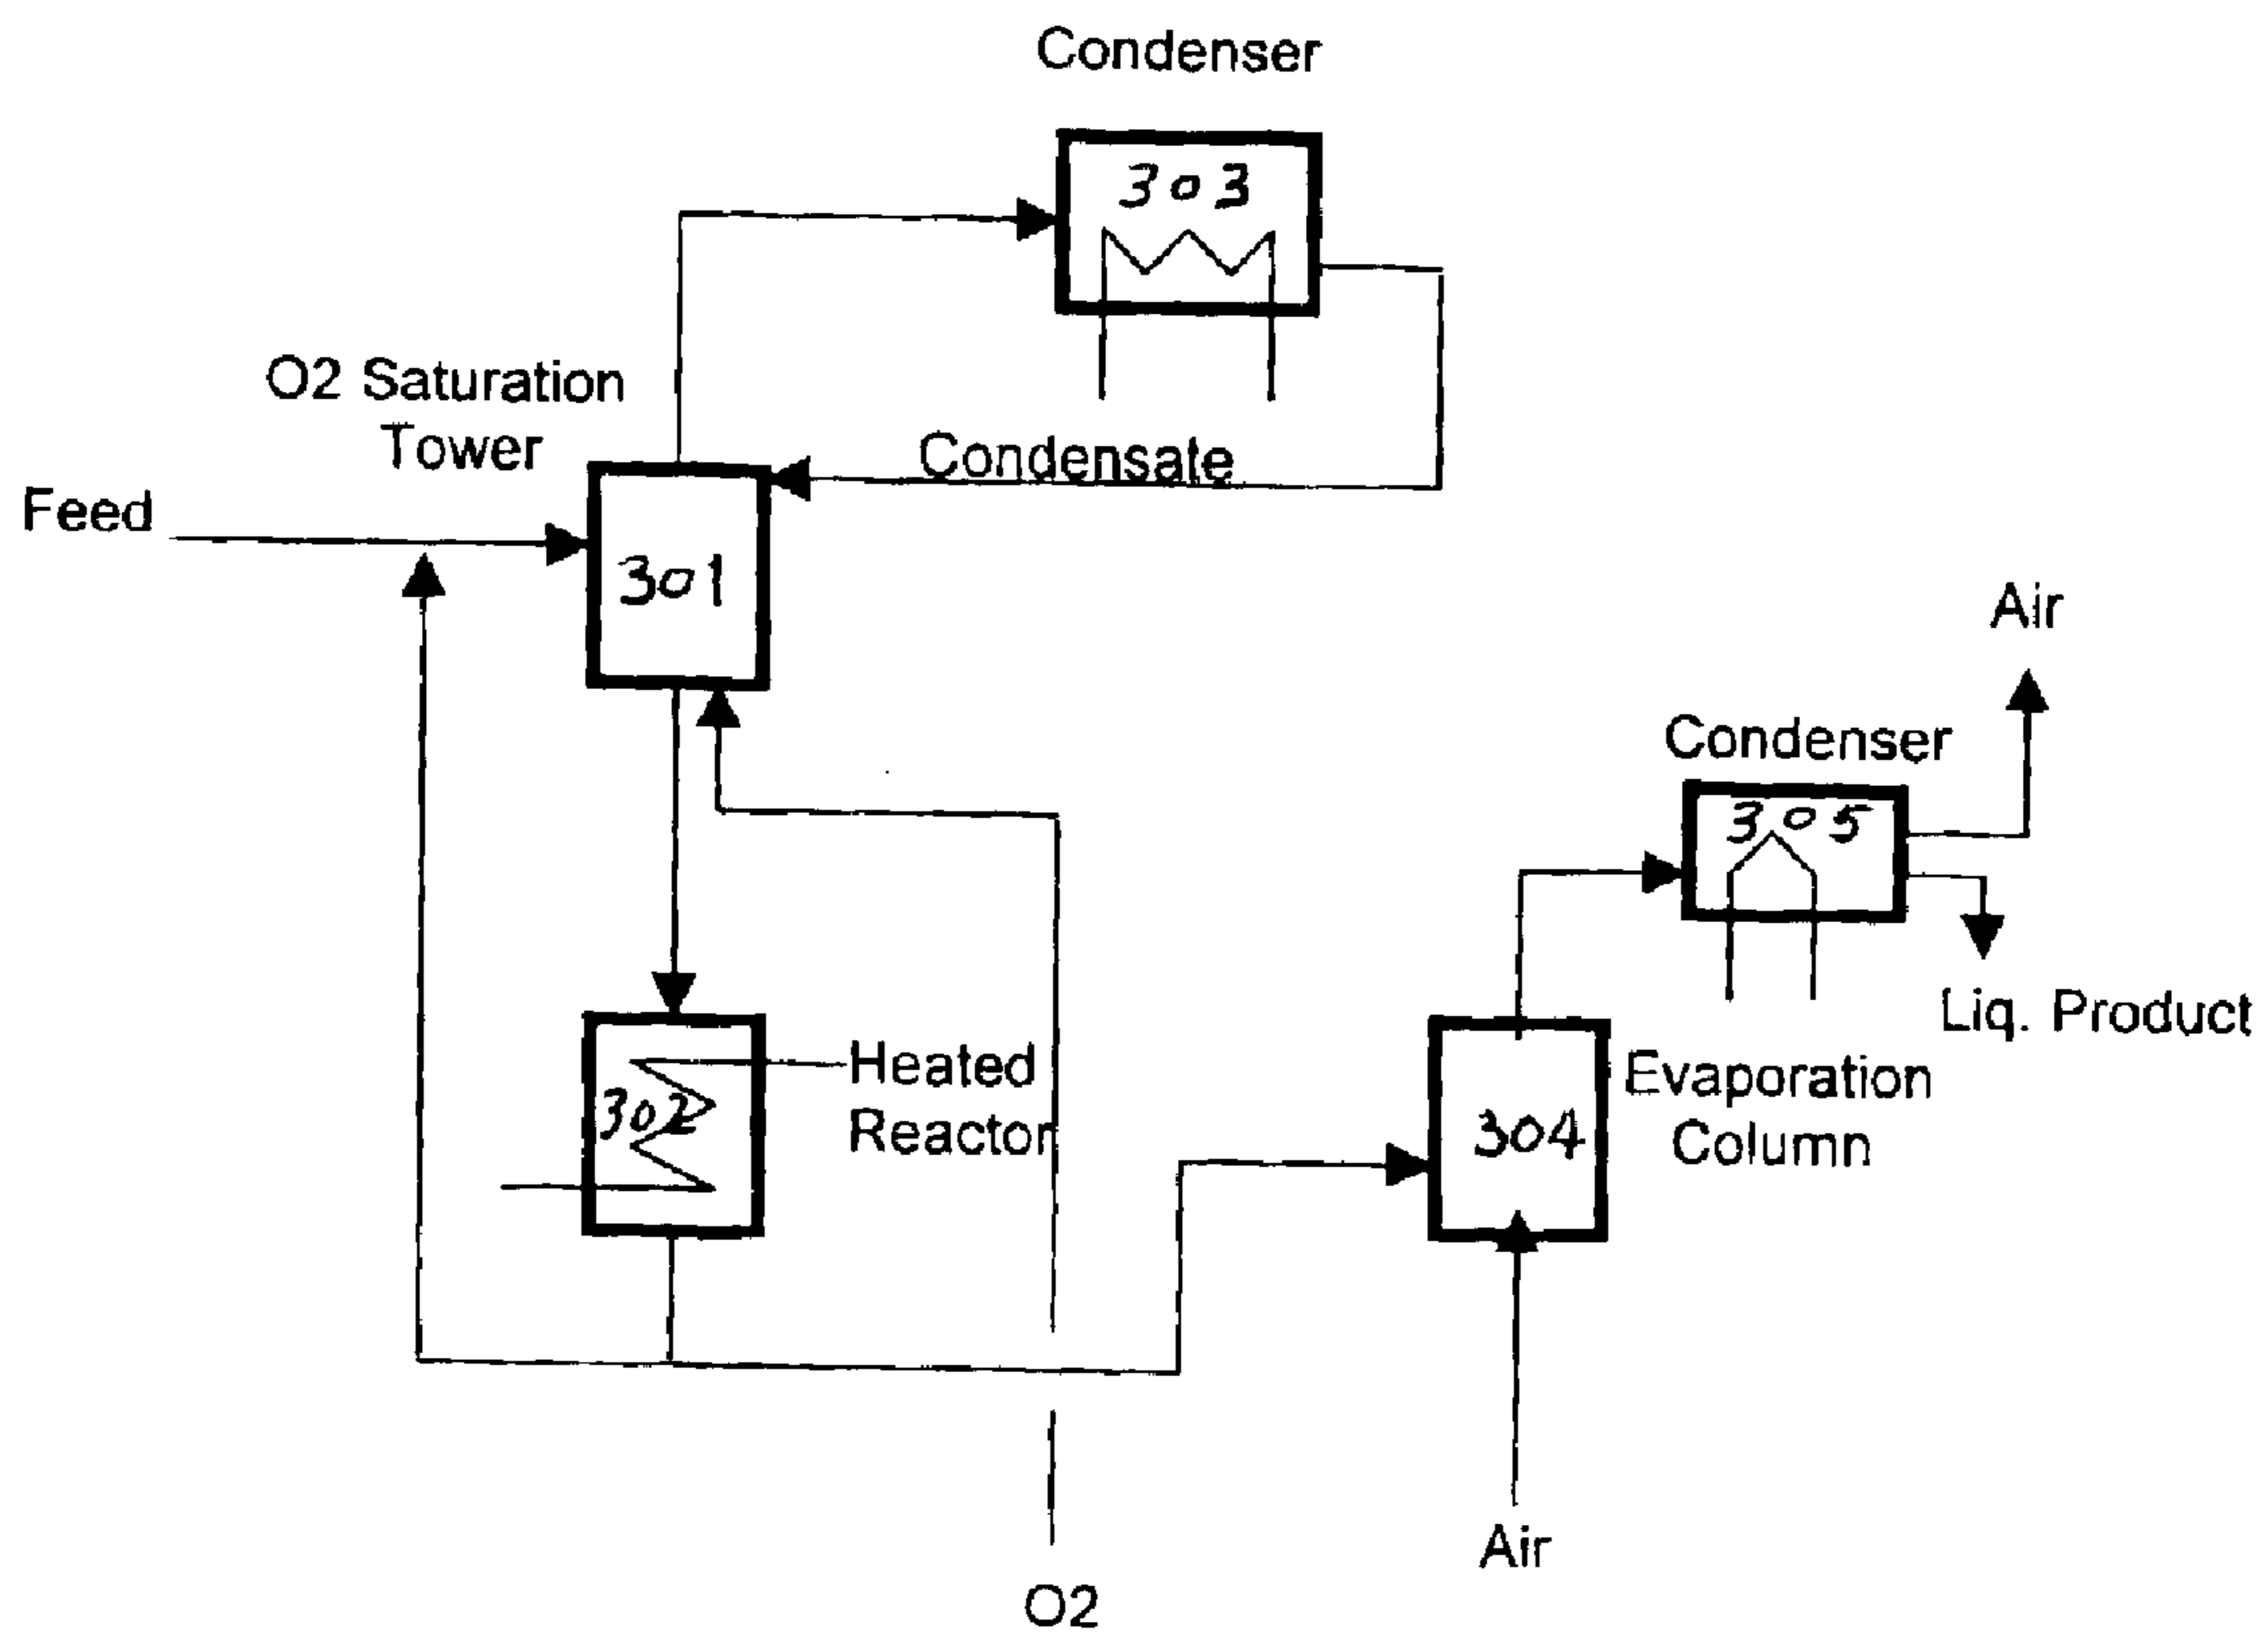 Condenser
303
O2 Saturation
Tower
Condensate
Feed
301
Air
Condenser
305
Liq. Product
Heated
Reactor
302
Evaporation
Column
304
Air
O2